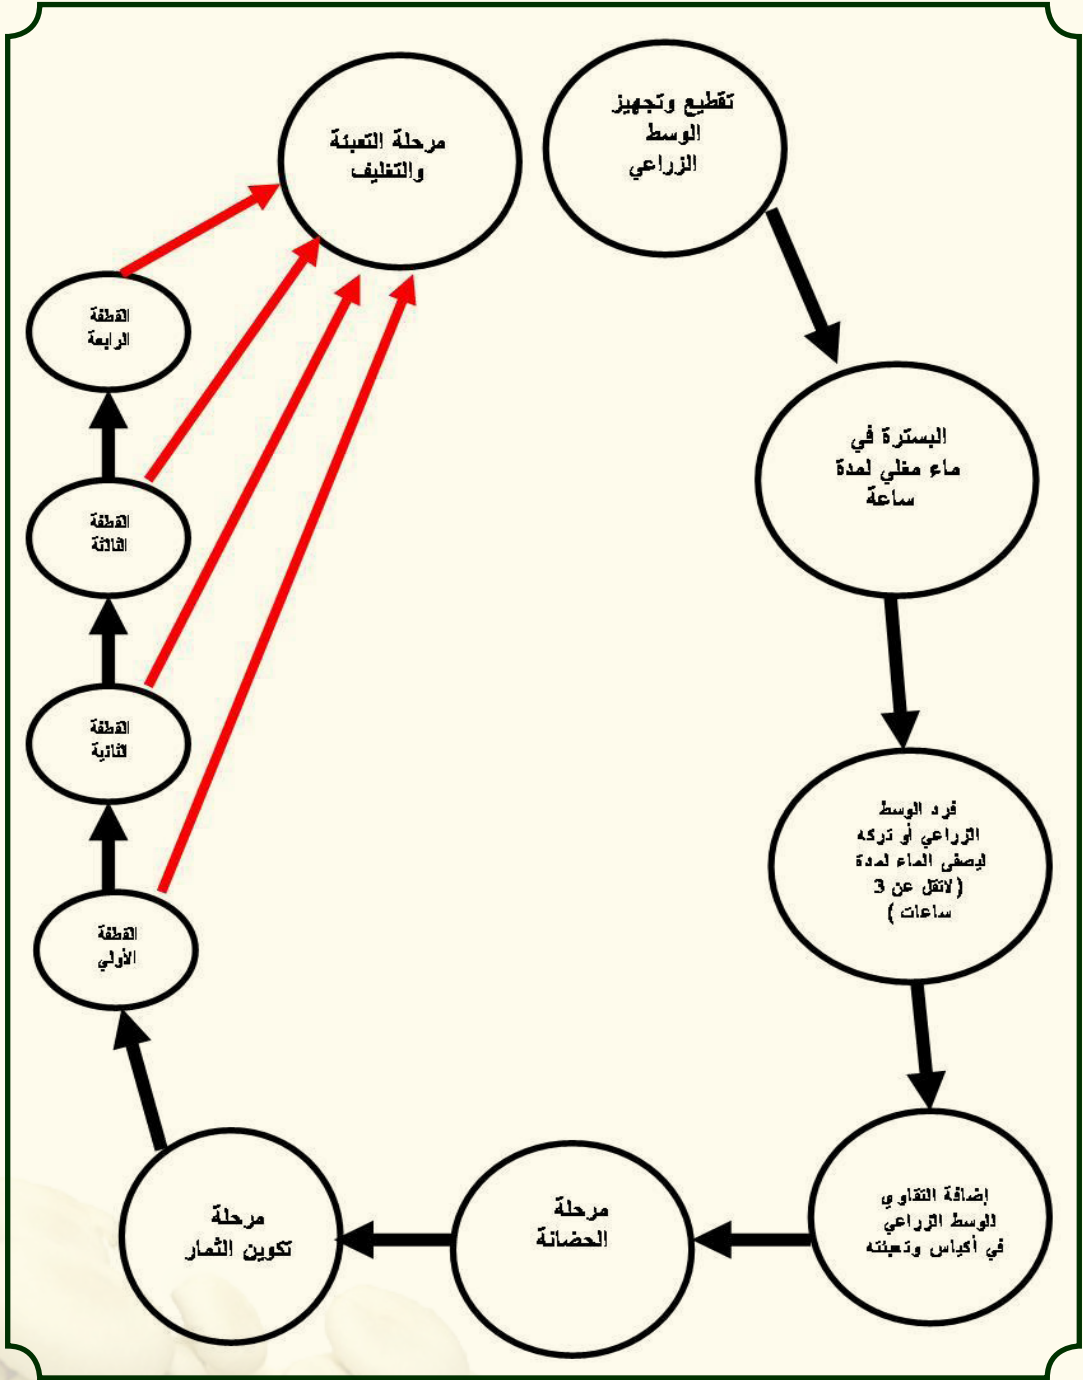 تقطيع وتجهيز
الوسط
الزراعي
البسترة في
ماء مغلي لمدة
ساعة
فرد الوسط
الزراعي أو تركه
ليصفى الماء لمدة
(لاتقل عن 3
ساعات )
إضافة التقاوي
للوسط الزراعي
في أكياس وتعبئته
مرحلة
الحضانة
مرحلة
تكوين الثمار
القطفة
الأولي
القطفة
الثانية
القطفة
الثالثة
القطفة
الرابعة
مرحلة التعبئة
والتغليف